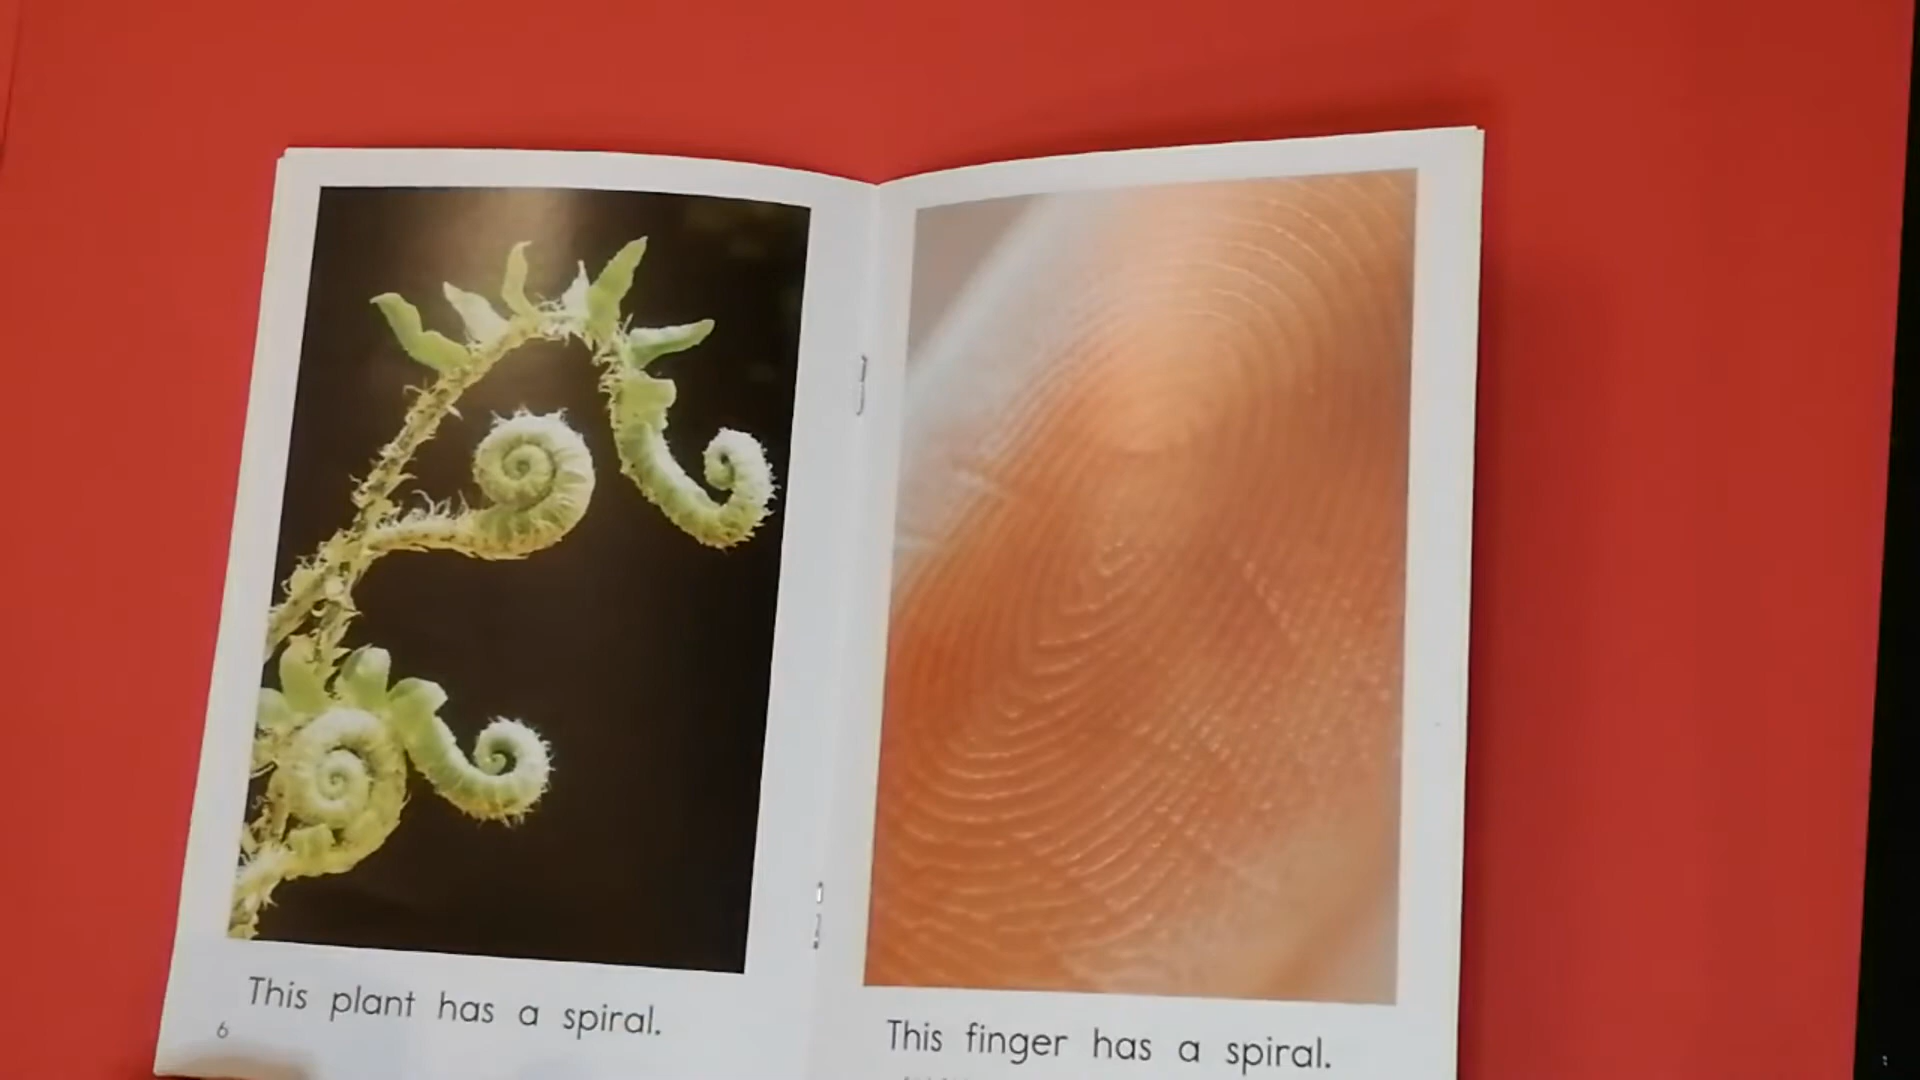 This plant has a spiral.
6
This finger has a spiral.